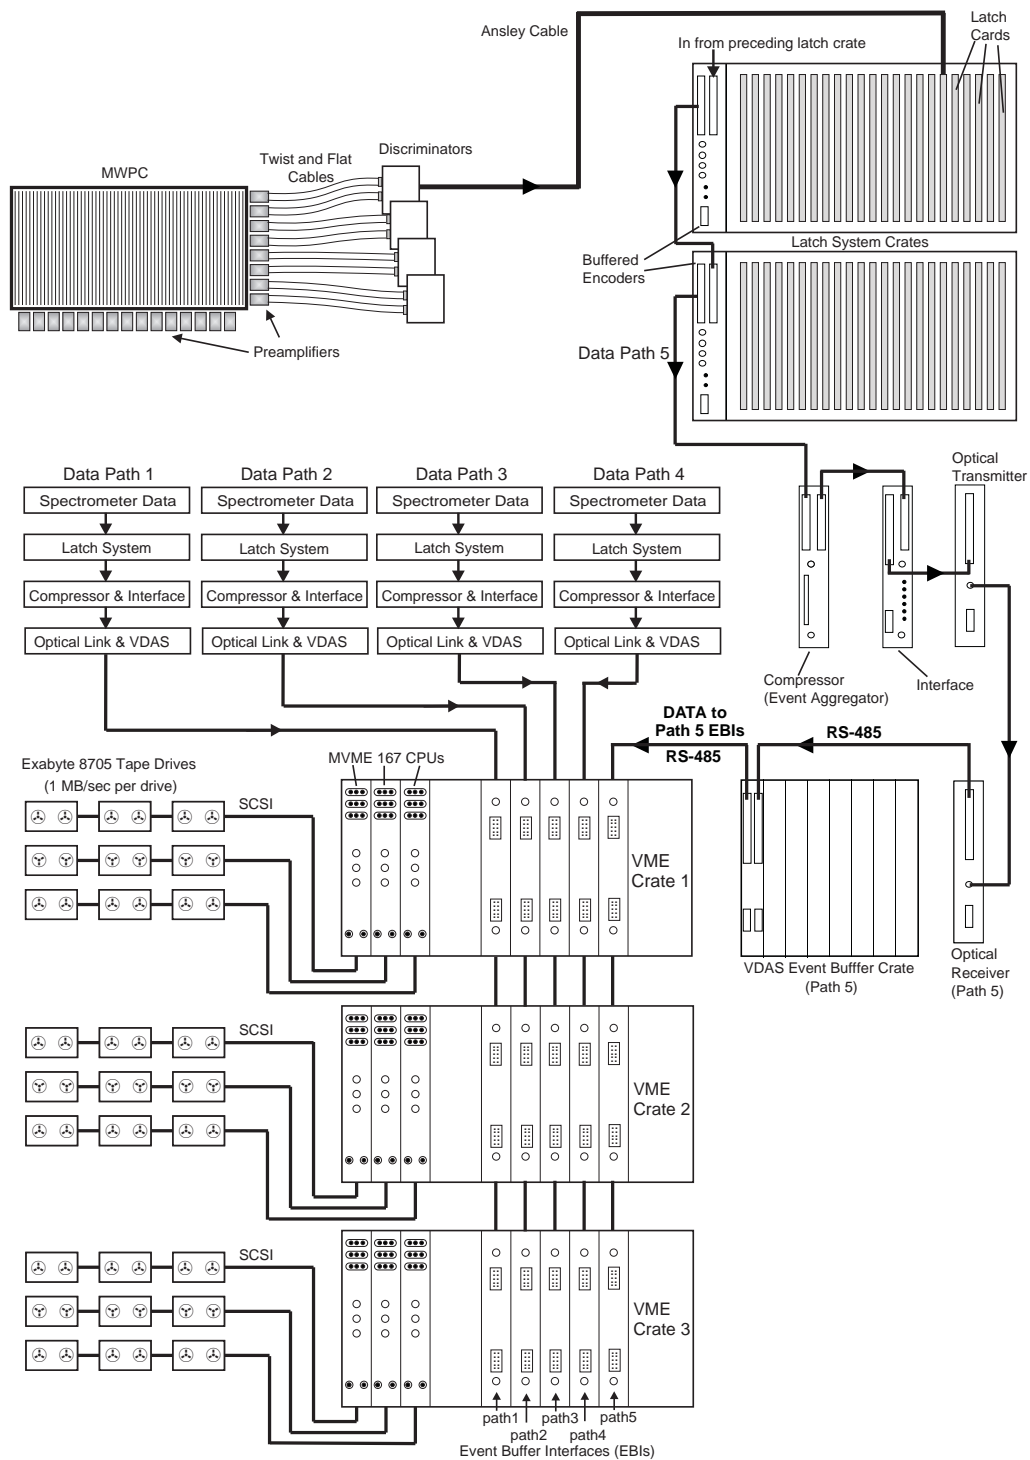 Ansley Cable
Latch
Cards
In from preceding latch crate
Discriminators
Twist and Flat
Cables
MWPC
Latch System Crates
Buffered
Encoders
Preamplifiers
Data Path 5
Optical
Transmitter
Data Path 1
Data Path 2
Data Path 3
Data Path 4
Spectrometer Data
Spectrometer Data
Spectrometer Data
Spectrometer Data
Latch System
Latch System
Latch System
Latch System
Compressor & Interface
Compressor & Interface
Compressor & Interface
Compressor & Interface
Optical Link & VDAS
Optical Link & VDAS
Optical Link & VDAS
Optical Link & VDAS
Compressor
(Event Aggregator)
Interface
DATA to
Path 5 EBIs
RS-485
RS-485
Exabyte 8705 Tape Drives
(1 MB/sec per drive)
MVME 167 CPUs
SCSI
VME
Crate 1
VDAS Event Bufffer Crate
(Path 5)
Optical
Receiver
(Path 5)
SCSI
VME
Crate 2
SCSI
VME
Crate 3
path1
path2
path3
path4
path5
Event Buffer Interfaces (EBIs)